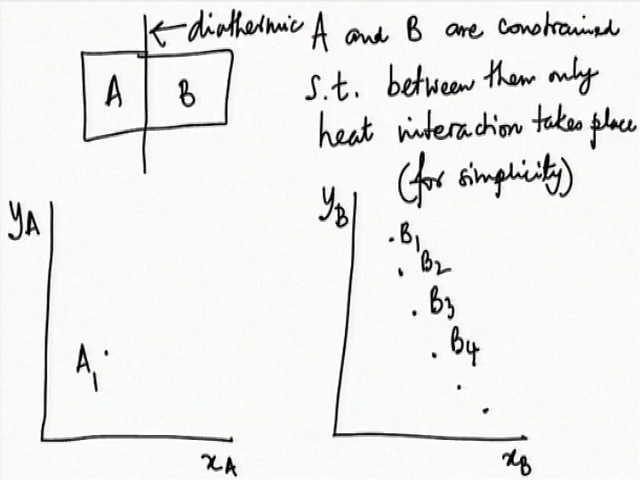 diathermic
A and B are constrained
s.t. between them only
heat interaction takes place
(for simplicity)
A B
yA
A1
xA
yB
B1
B2
B3
B4
xB